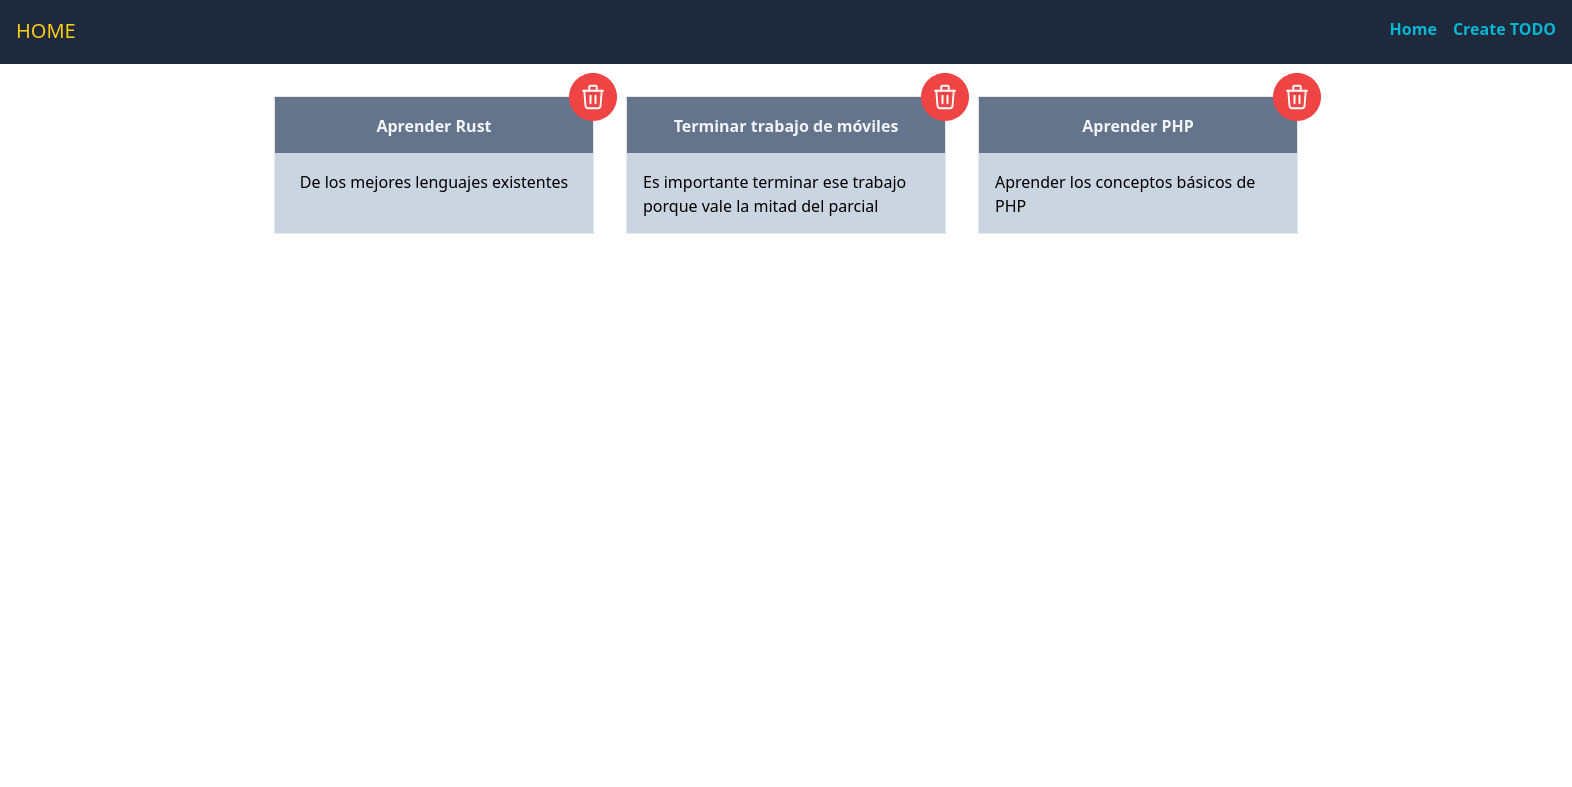 HOME
Home
Create TODO
Aprender Rust
De los mejores lenguajes existentes
Terminar trabajo de móviles
Es importante terminar ese trabajo
porque vale la mitad del parcial
Aprender PHP
Aprender los conceptos básicos de
PHP